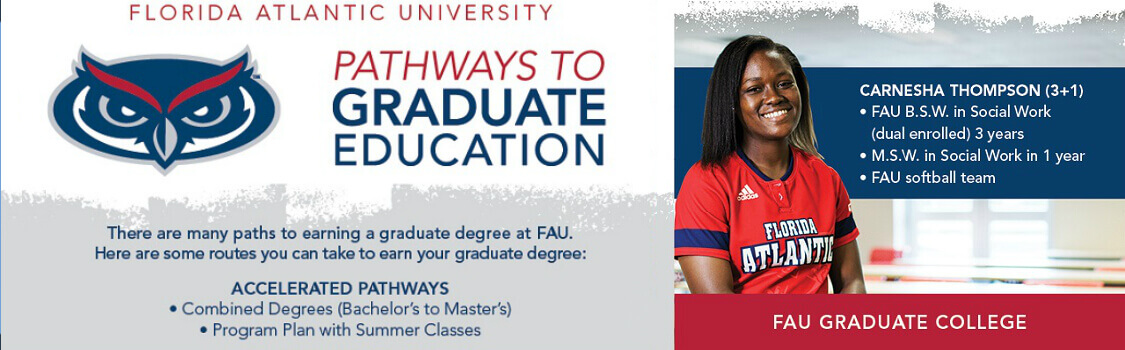 FLORIDA ATLANTIC UNIVERSITY
PATHWAYS TO
GRADUATE
EDUCATION
There are many paths to earning a graduate degree at FAU.
Here are some routes you can take to earn your graduate degree:
ACCELERATED PATHWAYS
• Combined Degrees (Bachelor's to Master's)
• Program Plan with Summer Classes
CARNESHA THOMPSON (3+1)
• FAU B.S.W. in Social Work
(dual enrolled) 3 years
• M.S.W. in Social Work in 1 year
• FAU softball team
adidas
FLORIDA
ATLANTIC
FAU GRADUATE COLLEGE